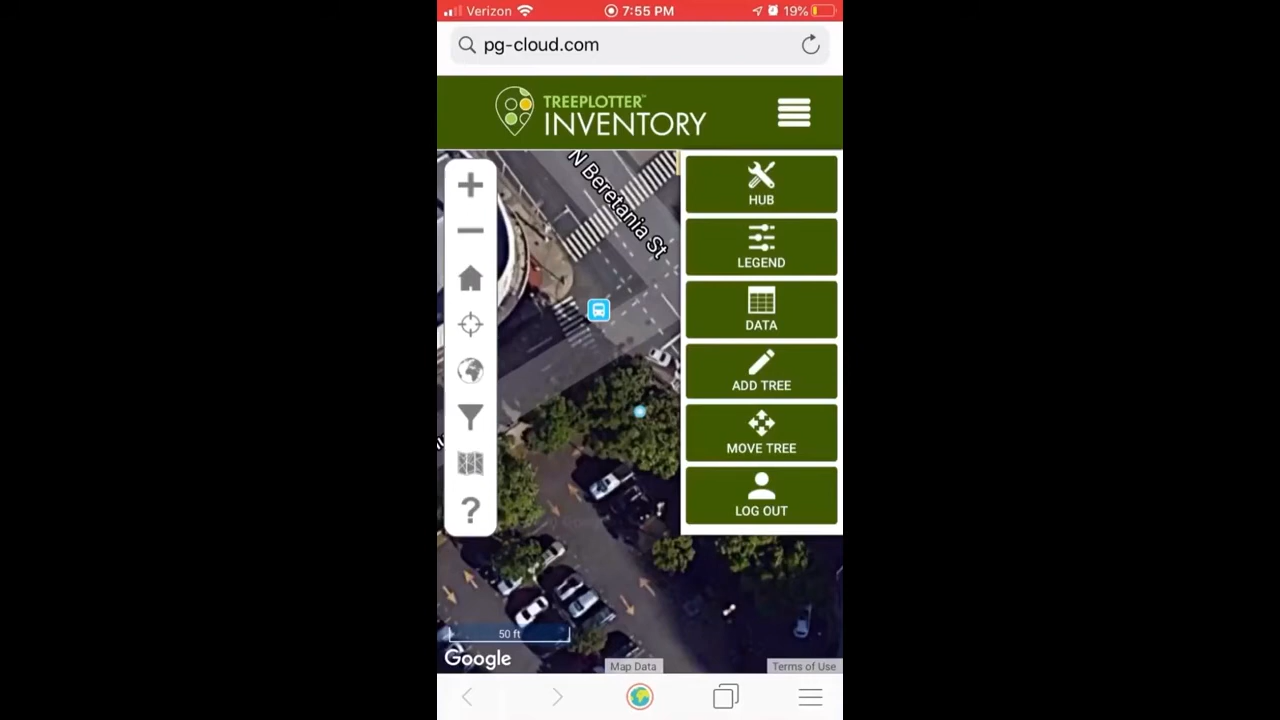 Verizon
7:55 PM
19%
pg-cloud.com
TREEPLOTTER™
INVENTORY
N Beretania St
HUB
LEGEND
DATA
ADD TREE
MOVE TREE
LOG OUT
?
50 ft
Google
Map Data
Terms of Use